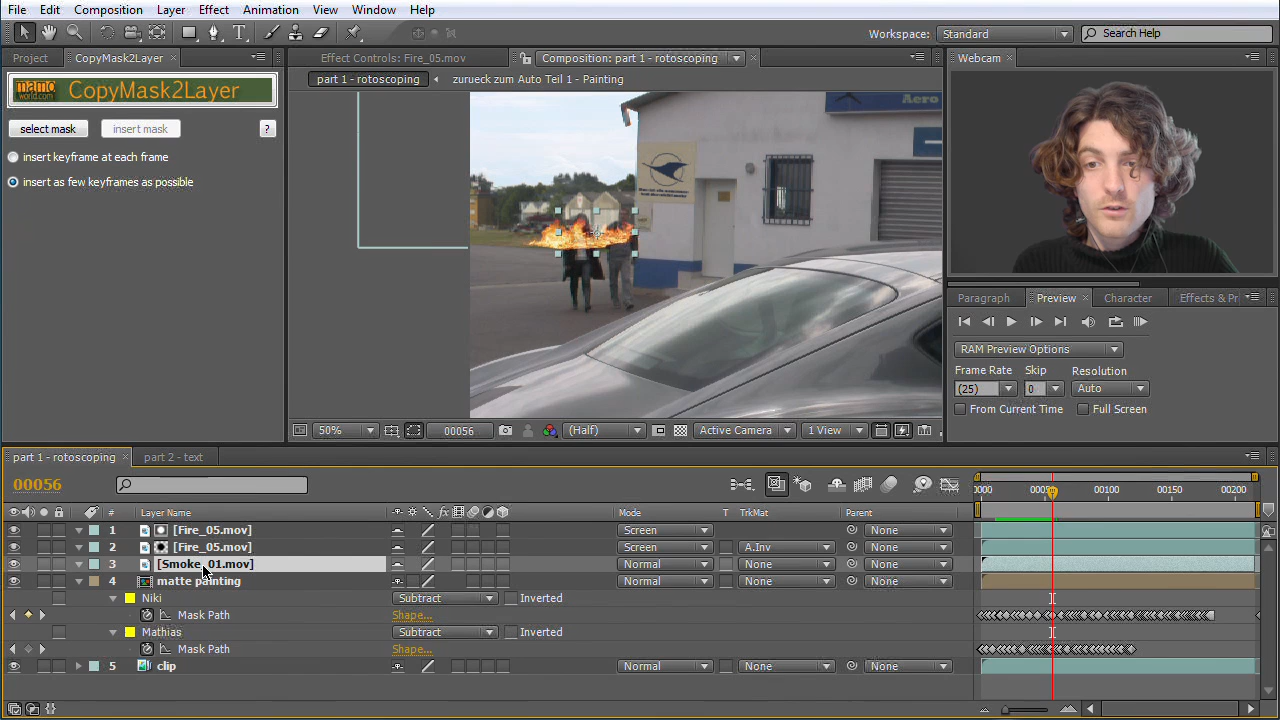 File Edit Composition Layer Effect Animation View Window Help
Workspace: Standard Search Help
Project CopyMask2Layer Effect Controls: Fire_05.mov Composition: part 1 - rotoscoping Webcam
part 1 - rotoscoping zurueck zum Auto Teil 1 - Painting
mamoworld.com CopyMask2Layer
select mask insert mask ?
insert keyframe at each frame
insert as few keyframes as possible
Aero
Paragraph Preview Character Effects & Pr
RAM Preview Options
Frame Rate Skip Resolution
(25) 0 Auto
From Current Time Full Screen
50% 00056 (Half) Active Camera 1 View
part 1 - rotoscoping part 2 - text
00056
0000 0005 00100 00150 00200
# Layer Name Mode T TrkMat Parent
1 [Fire_05.mov] Screen None
2 [Fire_05.mov] Screen A.Inv None
3 [Smoke_01.mov] Normal None None
4 matte painting Normal None None
Niki Subtract Inverted
Mask Path Shape...
Mathias Subtract Inverted
Mask Path Shape...
5 clip Normal None None